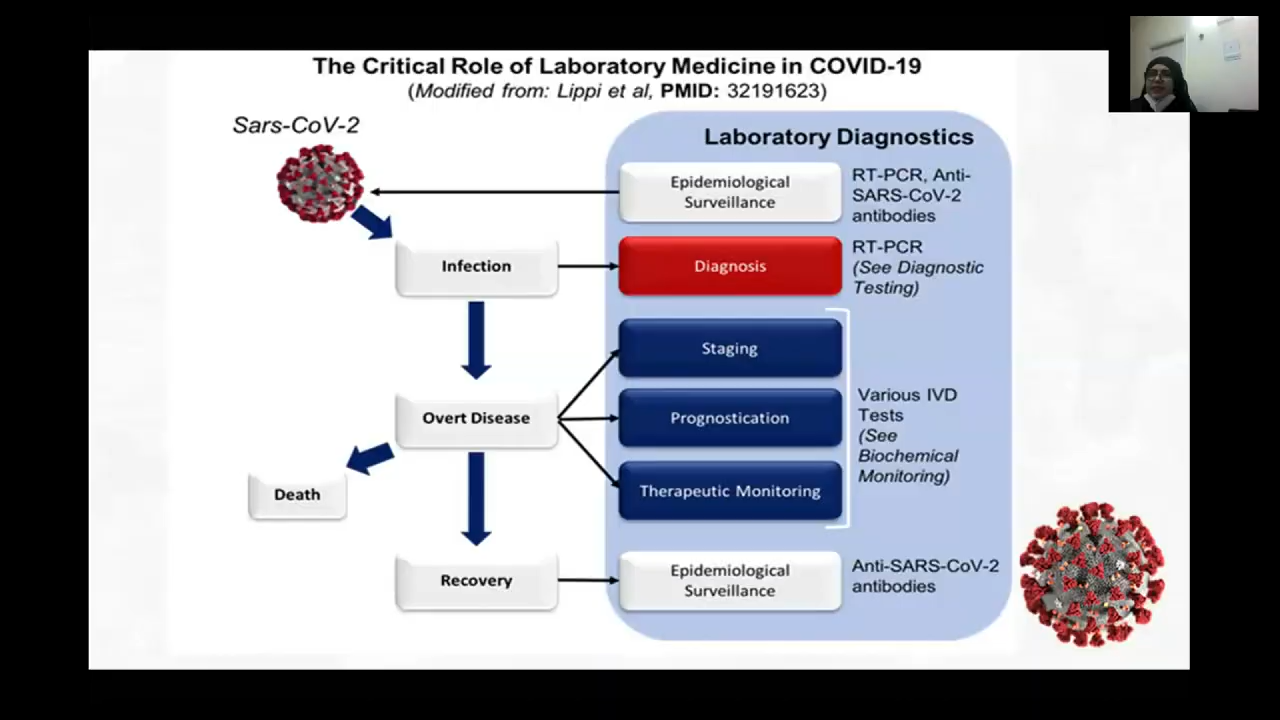 The Critical Role of Laboratory Medicine in COVID-19
(Modified from: Lippi et al, PMID: 32191623)
Sars-CoV-2
Laboratory Diagnostics
Epidemiological
Surveillance
RT-PCR, Anti-
SARS-CoV-2
antibodies
Infection
Diagnosis
RT-PCR
(See Diagnostic
Testing)
Staging
Overt Disease
Prognostication
Various IVD
Tests
(See
Biochemical
Monitoring)
Therapeutic Monitoring
Death
Recovery
Epidemiological
Surveillance
Anti-SARS-CoV-2
antibodies